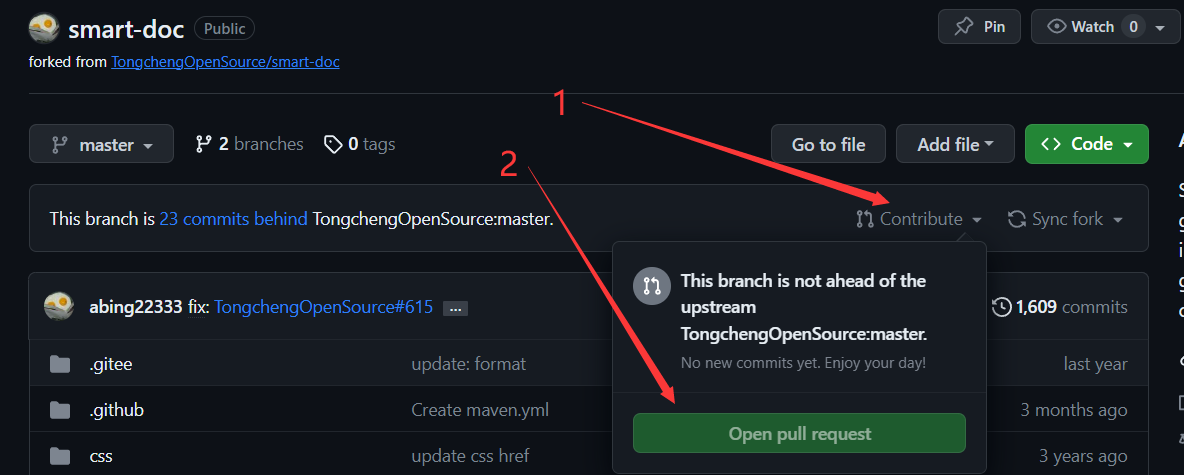 smart-doc Public Pin Watch 0
forked from TongchengOpenSource/smart-doc
1
master 2 branches 0 tags Go to file Add file Code
2
This branch is 23 commits behind TongchengOpenSource:master. Contribute Sync fork
This branch is not ahead of the
upstream
TongchengOpenSource:master.
No new commits yet. Enjoy your day!
Open pull request
abing22333 fix: TongchengOpenSource#615 ... 1,609 commits
.gitee update: format last year
.github Create maven.yml 3 months ago
css update css href 3 years ago